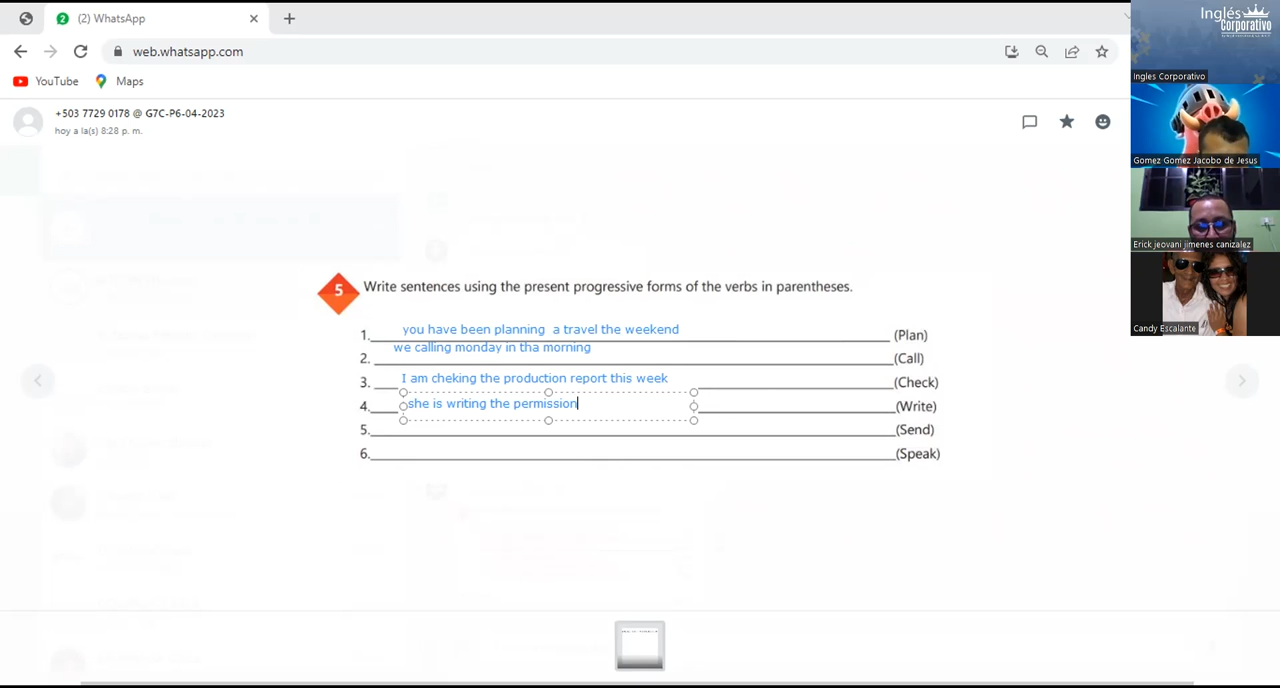 (2) WhatsApp
web.whatsapp.com
YouTube
Maps
+503 7729 0178 @ G7C-P6-04-2023
hoy a la(s) 8:28 p. m.
Inglés
Corporativo
Ingles Corporativo
Gomez Gomez Jacobo de Jesus
Erick jeovani jimenes canizalez
Candy Escalante
5 Write sentences using the present progressive forms of the verbs in parentheses.
1. you have been planning a travel the weekend (Plan)
2. we calling monday in tha morning (Call)
3. I am cheking the production report this week (Check)
4. she is writing the permission (Write)
5. (Send)
6. (Speak)